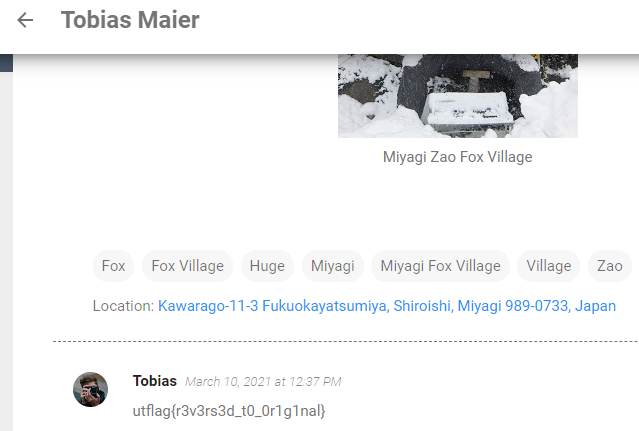 Tobias Maier
Miyagi Zao Fox Village
Fox Fox Village Huge Miyagi Miyagi Fox Village Village Zao
Location: Kawarago-11-3 Fukuokayatsumiya, Shiroishi, Miyagi 989-0733, Japan
Tobias March 10, 2021 at 12:37 PM
utflag{r3v3rs3d_t0_0r1g1nal}